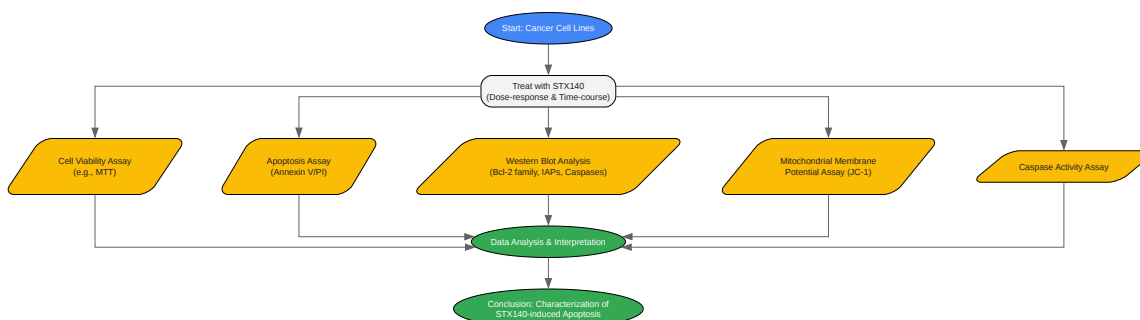 Start: Cancer Cell Lines
Treat with STX140
(Dose-response & Time-course)
Cell Viability Assay
(e.g., MTT)
Apoptosis Assay
(Annexin V/PI)
Western Blot Analysis
(Bcl-2 family, IAPs, Caspases)
Mitochondrial Membrane
Potential Assay (JC-1)
Caspase Activity Assay
Data Analysis & Interpretation
Conclusion: Characterization of
STX140-induced Apoptosis